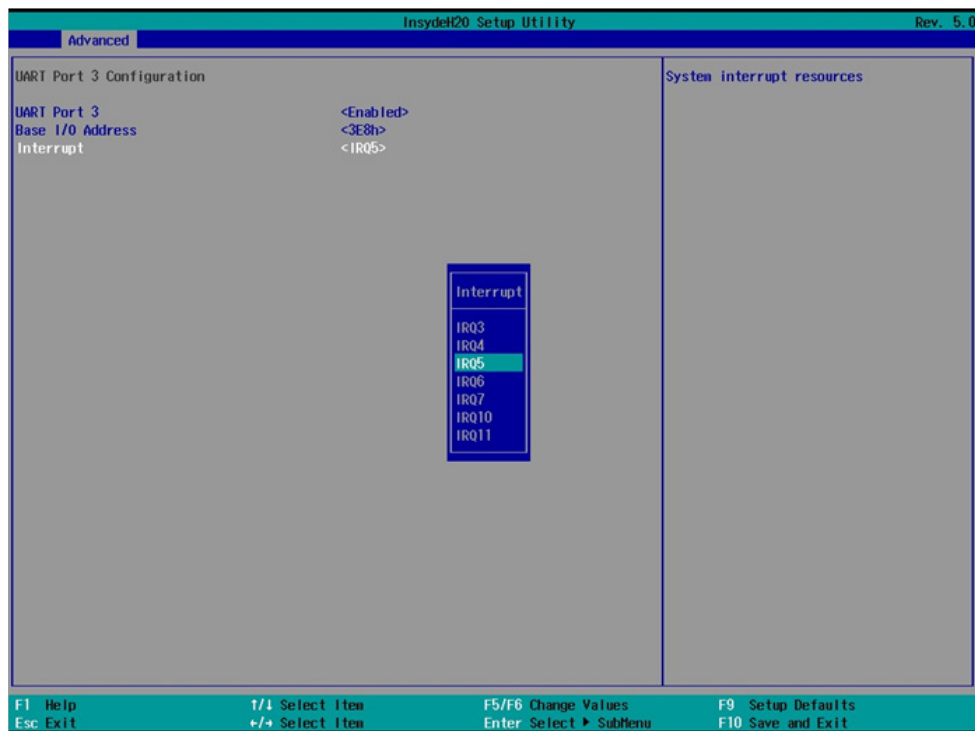 InsydeH20 Setup Utility Rev. 5.0
Advanced
UART Port 3 Configuration
System interrupt resources
UART Port 3 <Enabled>
Base I/O Address <3E8h>
Interrupt <IRQ5>
Interrupt
IRQ3
IRQ4
IRQ5
IRQ6
IRQ7
IRQ10
IRQ11
F1 Help ↑/↓ Select Item F5/F6 Change Values F9 Setup Defaults
Esc Exit ←/→ Select Item Enter Select ▶ SubMenu F10 Save and Exit